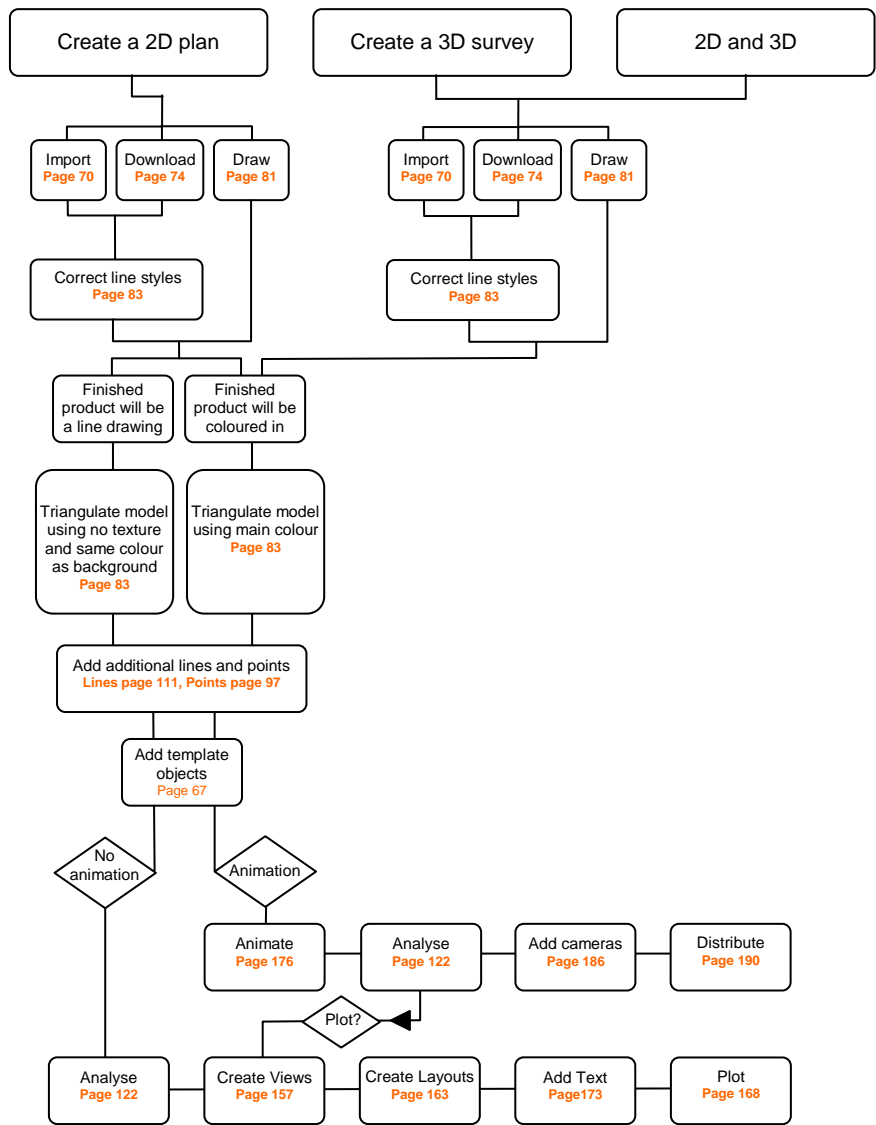 Create a 2D plan
Create a 3D survey
2D and 3D
Import
Page 70
Download
Page 74
Draw
Page 81
Import
Page 70
Download
Page 74
Draw
Page 81
Correct line styles
Page 83
Correct line styles
Page 83
Finished
product will be
a line drawing
Finished
product will be
coloured in
Triangulate model
using no texture
and same colour
as background
Page 83
Triangulate model
using main colour
Page 83
Add additional lines and points
Lines page 111, Points page 97
Add template
objects
Page 67
No
animation
Animation
Animate
Page 176
Analyse
Page 122
Add cameras
Page 186
Distribute
Page 190
Plot?
Analyse
Page 122
Create Views
Page 157
Create Layouts
Page 163
Add Text
Page173
Plot
Page 168